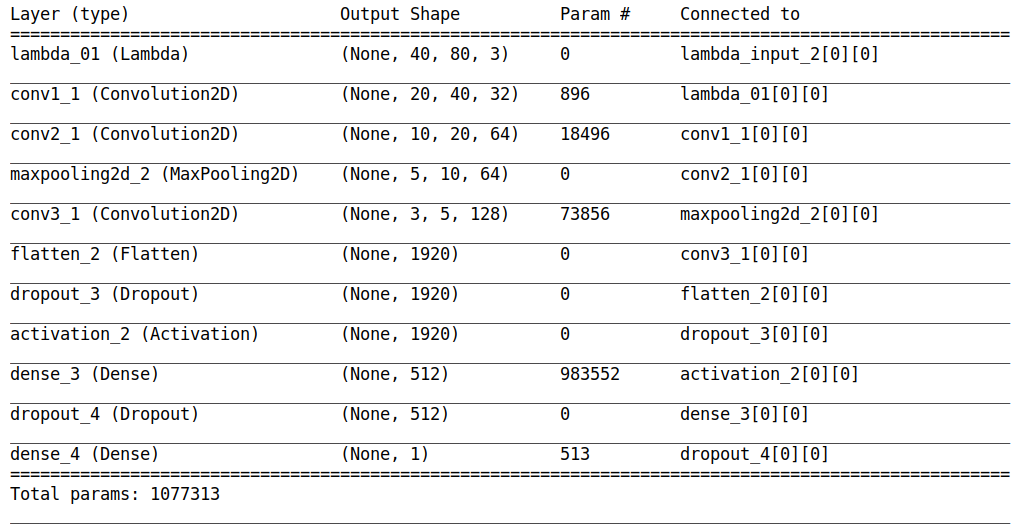 Layer (type)                     Output Shape          Param #     Connected to
====================================================================================================
lambda_01 (Lambda)               (None, 40, 80, 3)     0           lambda_input_2[0][0]
conv1_1 (Convolution2D)          (None, 20, 40, 32)    896         lambda_01[0][0]
conv2_1 (Convolution2D)          (None, 10, 20, 64)    18496       conv1_1[0][0]
maxpooling2d_2 (MaxPooling2D)    (None, 5, 10, 64)     0           conv2_1[0][0]
conv3_1 (Convolution2D)          (None, 3, 5, 128)     73856       maxpooling2d_2[0][0]
flatten_2 (Flatten)              (None, 1920)          0           conv3_1[0][0]
dropout_3 (Dropout)              (None, 1920)          0           flatten_2[0][0]
activation_2 (Activation)        (None, 1920)          0           dropout_3[0][0]
dense_3 (Dense)                  (None, 512)           983552      activation_2[0][0]
dropout_4 (Dropout)              (None, 512)           0           dense_3[0][0]
dense_4 (Dense)                  (None, 1)             513         dropout_4[0][0]
====================================================================================================
Total params: 1077313